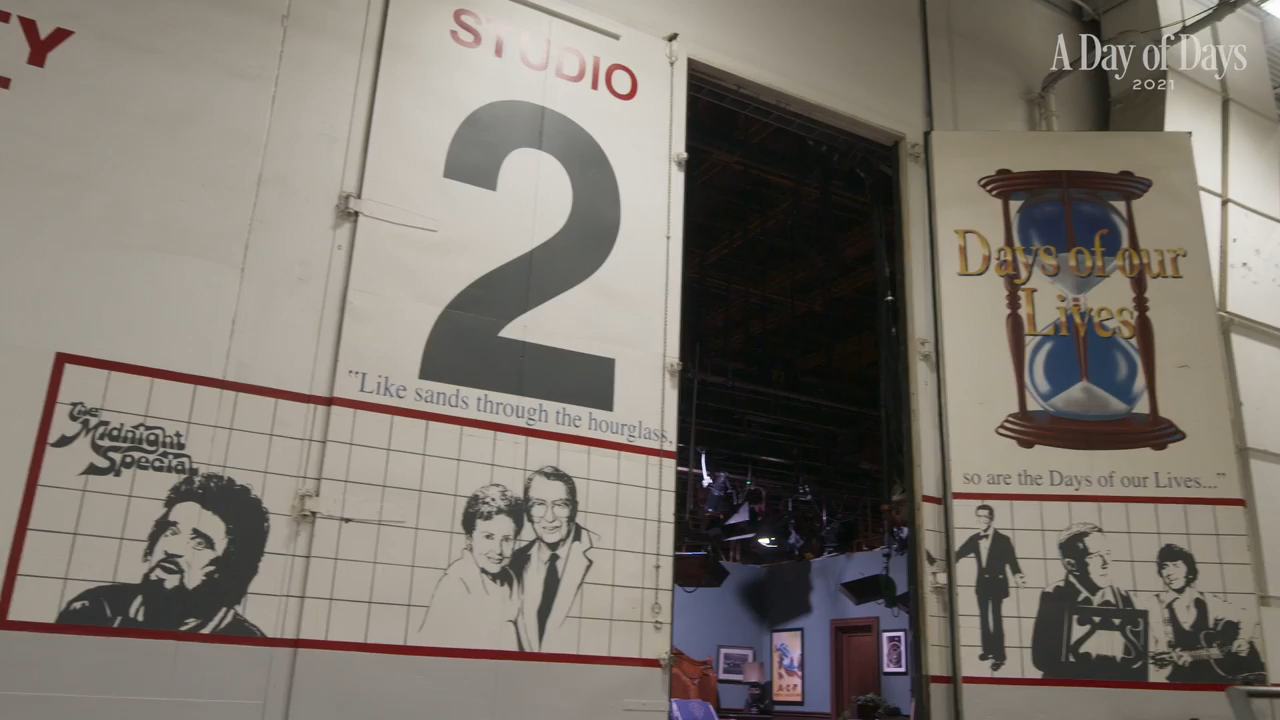 TY
STUDIO
2
"Like sands through the hourglass,
The
Midnight
Special
A Day of Days
2021
Days of our
Lives
so are the Days of our Lives..."